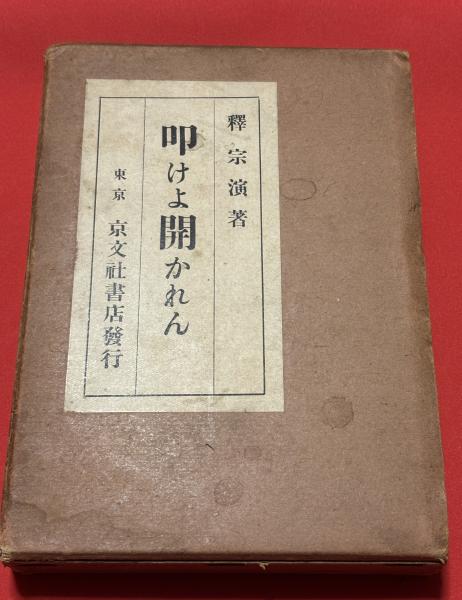 釋宗演著
叩けよ開かれん
東京 京文社書店發行